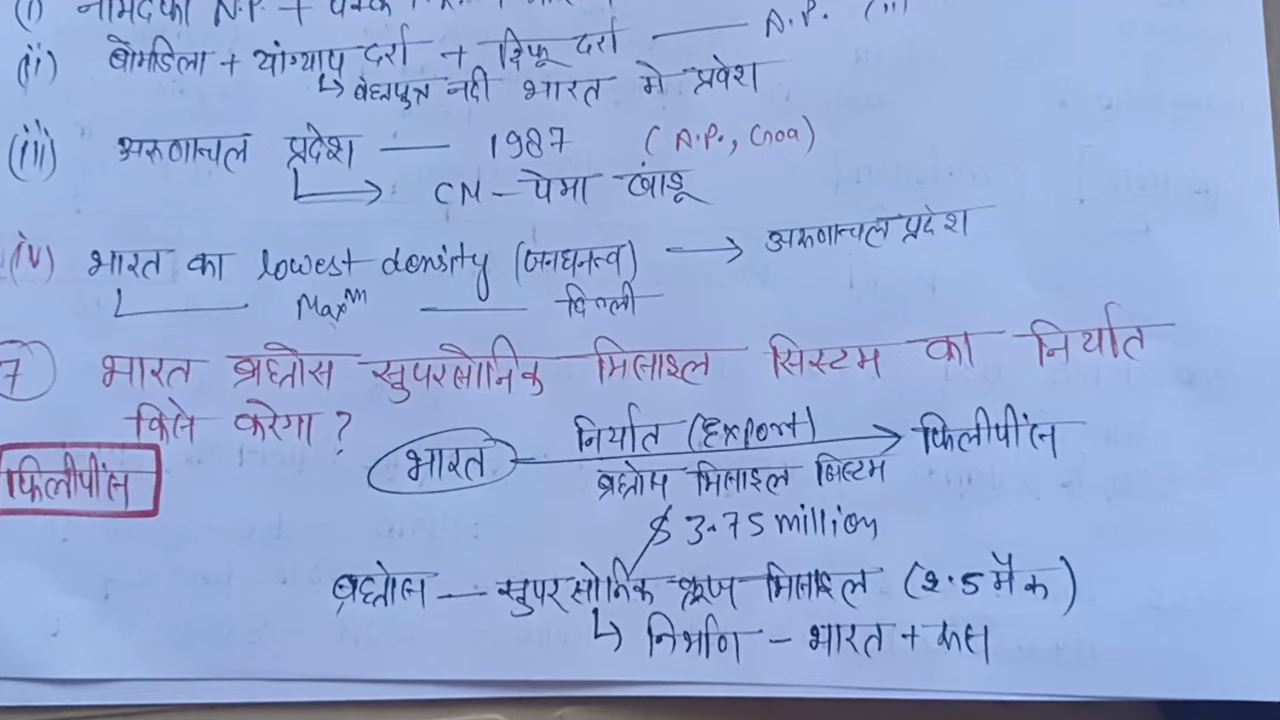 (i) नामदफा N.P. +
(ii) बोमडिला + यांग्याप दर्रा + दिफू दर्रा —— A.P.
↳ ब्रह्मपुत्र नदी भारत मे प्रवेश
(iii) अरुणाचल प्रदेश —— 1987 (A.P., Goa)
↳ CM - पेमा खांडू
(iv) भारत का lowest density (जनघनत्व) → अरुणाचल प्रदेश
Maxᵐ —— दिल्ली
7 भारत ब्रह्मोस सुपरसोनिक मिसाइल सिस्टम का निर्यात
किसे करेगा?
फिलीपींस
भारत — निर्यात (Export) → फिलीपींस
ब्रह्मोस मिसाइल सिस्टम
$ 3.75 million
ब्रह्मोस — सुपरसोनिक क्रूज मिसाइल (2.5 मैक)
↳ निर्माण - भारत + रूस